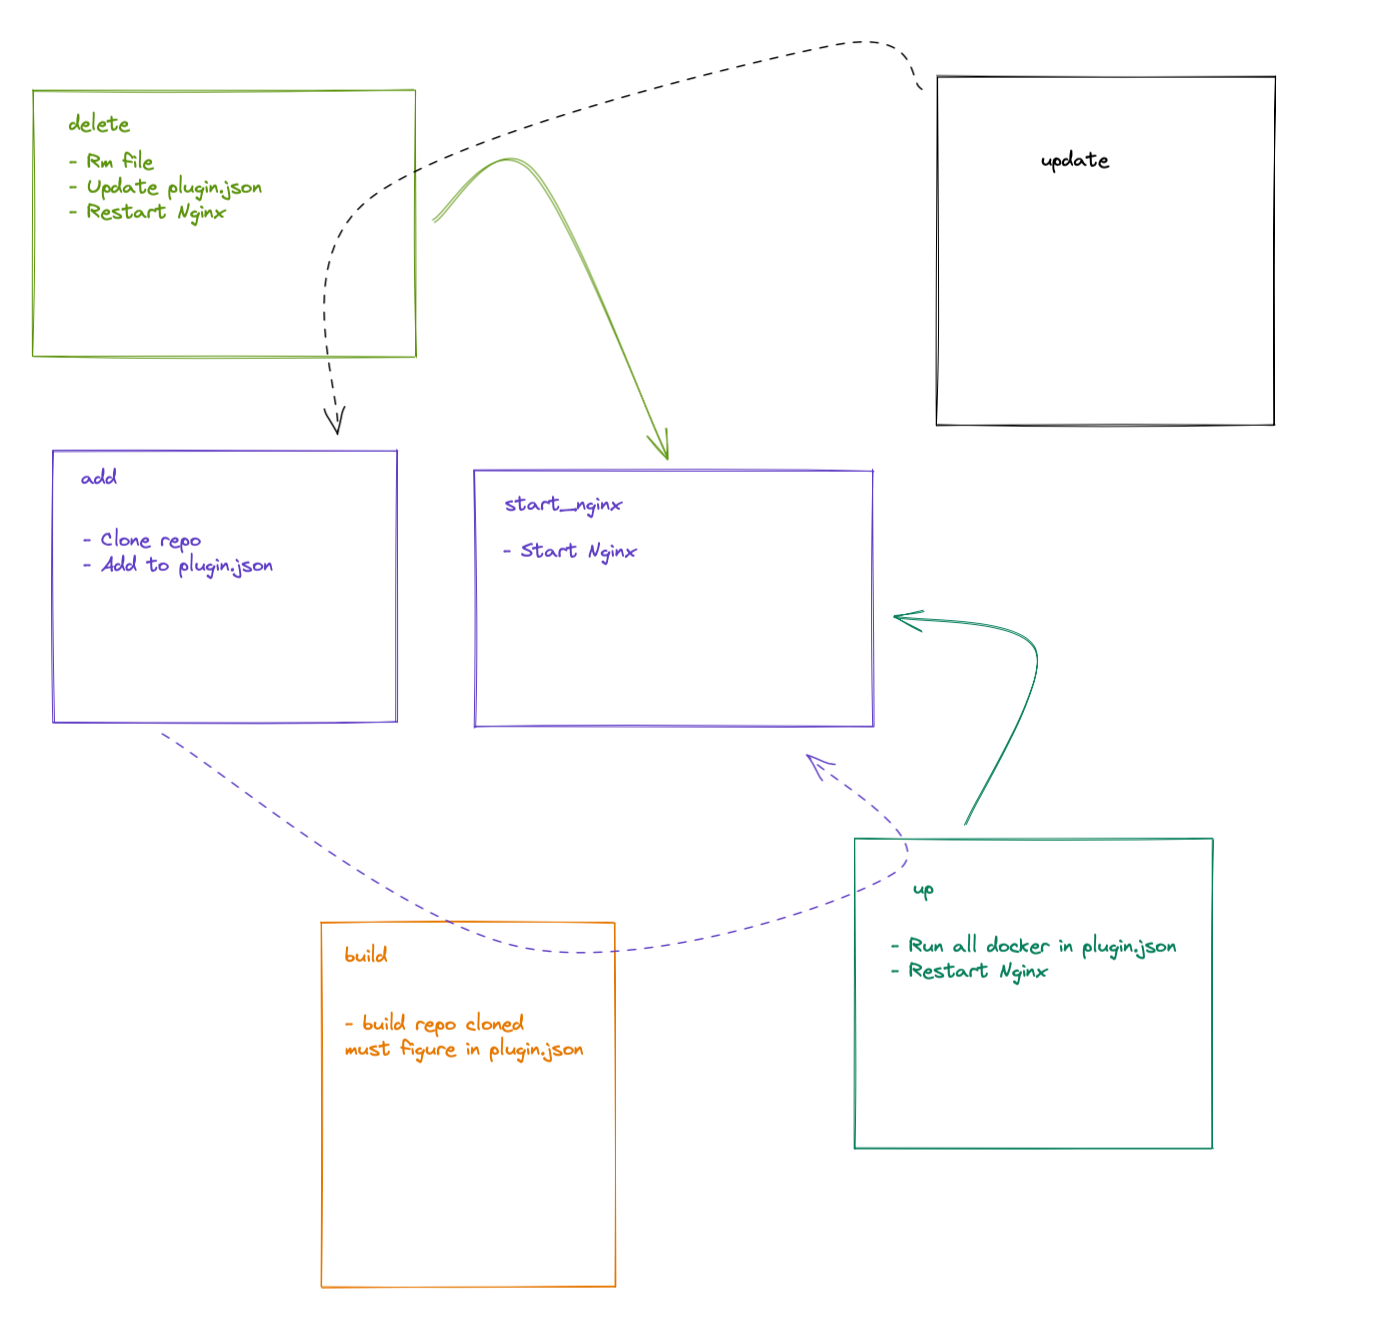 delete
- Rm file
- Update plugin.json
- Restart Nginx
update
add
- Clone repo
- Add to plugin.json
start_nginx
- Start Nginx
build
- build repo cloned
must figure in plugin.json
up
- Run all docker in plugin.json
- Restart Nginx